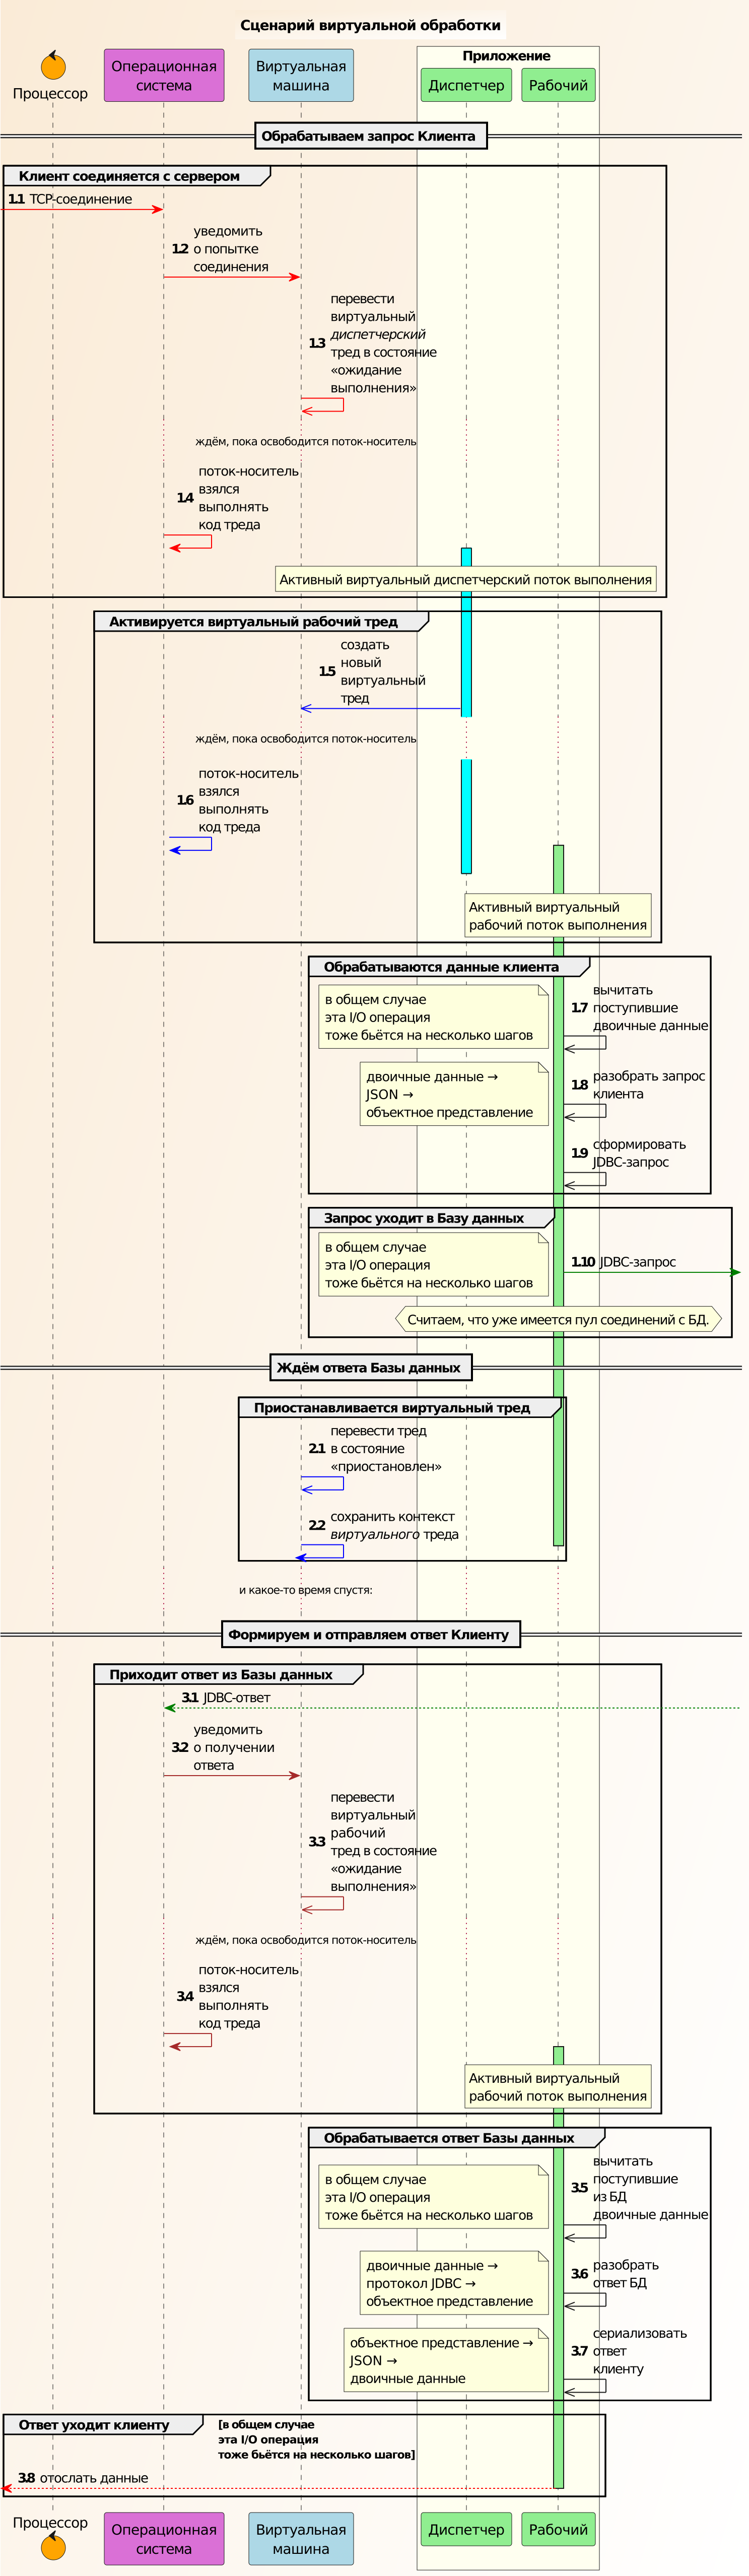 Сценарий виртуальной обработки
Приложение
Процессор
Операционная
система
Виртуальная
машина
Диспетчер
Рабочий
Обрабатываем запрос Клиента
Клиент соединяется с сервером
1.1 TCP-соединение
уведомить
1.2 о попытке
соединения
перевести
виртуальный
1.3 диспетчерский
тред в состояние
«ожидание
выполнения»
ждём, пока освободится поток-носитель
поток-носитель
1.4 взялся
выполнять
код треда
Активный виртуальный диспетчерский поток выполнения
Активируется виртуальный рабочий тред
создать
1.5 новый
виртуальный
тред
ждём, пока освободится поток-носитель
поток-носитель
1.6 взялся
выполнять
код треда
Активный виртуальный
рабочий поток выполнения
Обрабатываются данные клиента
в общем случае
эта I/O операция
тоже бьётся на несколько шагов
вычитать
1.7 поступившие
двоичные данные
двоичные данные →
JSON →
объектное представление
1.8 разобрать запрос
клиента
1.9 сформировать
JDBC-запрос
Запрос уходит в Базу данных
в общем случае
эта I/O операция
тоже бьётся на несколько шагов
1.10 JDBC-запрос
Считаем, что уже имеется пул соединений с БД.
Ждём ответа Базы данных
Приостанавливается виртуальный тред
перевести тред
2.1 в состояние
«приостановлен»
2.2 сохранить контекст
виртуального треда
и какое-то время спустя:
Формируем и отправляем ответ Клиенту
Приходит ответ из Базы данных
3.1 JDBC-ответ
уведомить
3.2 о получении
ответа
перевести
виртуальный
3.3 рабочий
тред в состояние
«ожидание
выполнения»
ждём, пока освободится поток-носитель
поток-носитель
3.4 взялся
выполнять
код треда
Активный виртуальный
рабочий поток выполнения
Обрабатывается ответ Базы данных
в общем случае
эта I/O операция
тоже бьётся на несколько шагов
вычитать
3.5 поступившие
из БД
двоичные данные
двоичные данные →
протокол JDBC →
объектное представление
3.6 разобрать
ответ БД
объектное представление →
JSON →
двоичные данные
3.7 сериализовать
ответ
клиенту
Ответ уходит клиенту
[в общем случае
эта I/O операция
тоже бьётся на несколько шагов]
3.8 отослать данные
Процессор
Операционная
система
Виртуальная
машина
Диспетчер
Рабочий